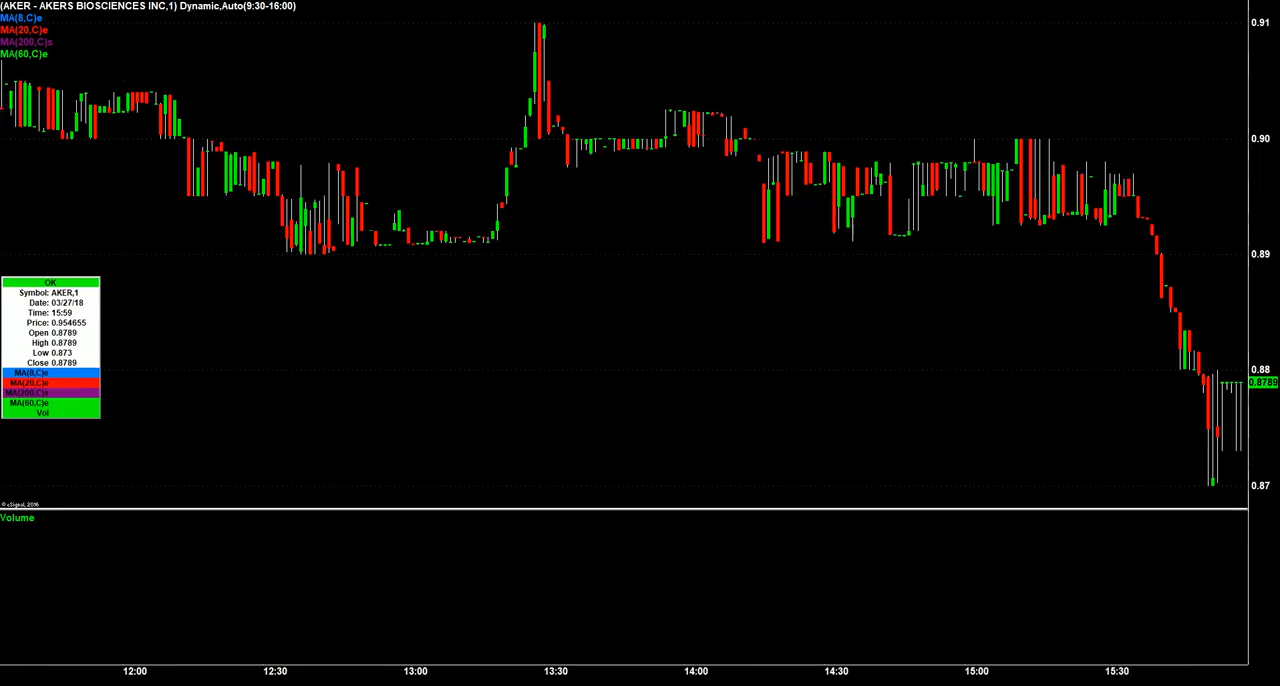 (AKER - AKERS BIOSCIENCES INC,1) Dynamic,Auto(9:30-16:00)
MA(8,C)e
MA(20,C)e
MA(200,C)s
MA(60,C)e
0.91
0.90
0.89
OK
Symbol: AKER,1
Date: 03/27/18
Time: 15:59
Price: 0.954655
Open 0.8789
High 0.8789
Low 0.873
Close 0.8789
MA(8,C)e
MA(20,C)e
MA(200,C)s
MA(60,C)e
Vol
0.88
0.8789
0.87
© eSignal, 2016
Volume
12:00 12:30 13:00 13:30 14:00 14:30 15:00 15:30